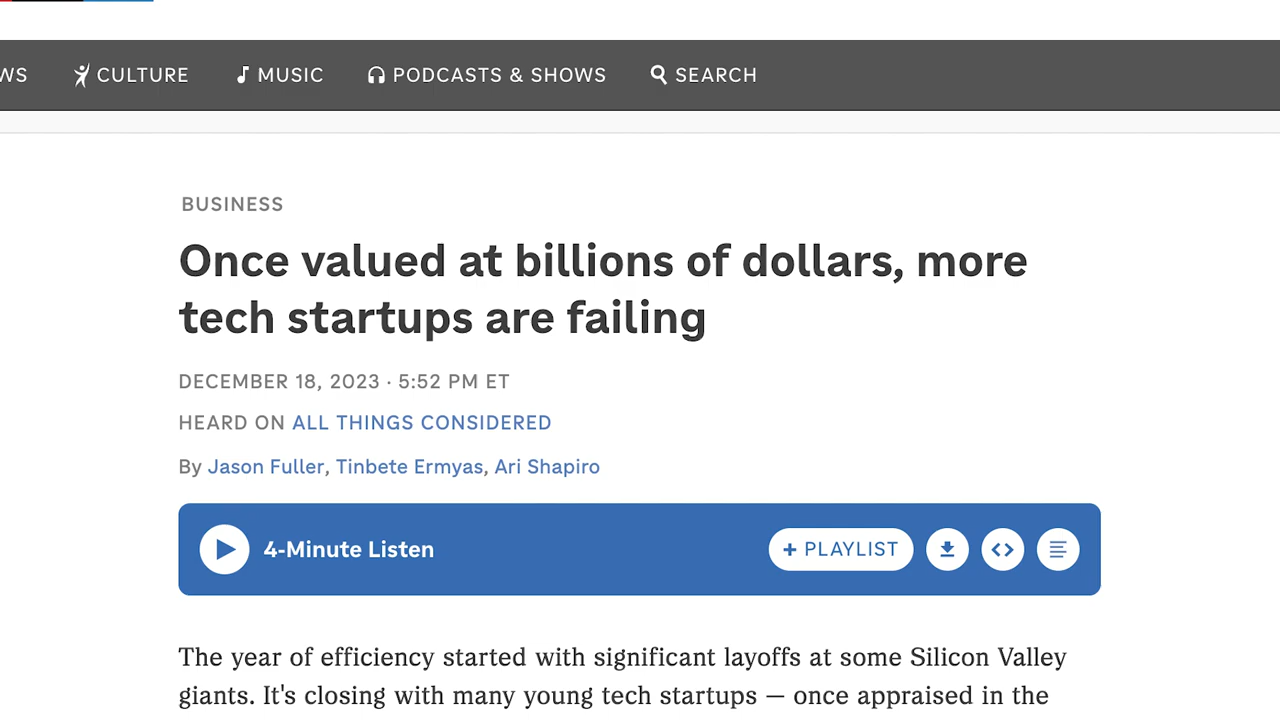 WS CULTURE MUSIC PODCASTS & SHOWS SEARCH
BUSINESS
Once valued at billions of dollars, more
tech startups are failing
DECEMBER 18, 2023 · 5:52 PM ET
HEARD ON ALL THINGS CONSIDERED
By Jason Fuller, Tinbete Ermyas, Ari Shapiro
4-Minute Listen + PLAYLIST
The year of efficiency started with significant layoffs at some Silicon Valley
giants. It's closing with many young tech startups — once appraised in the